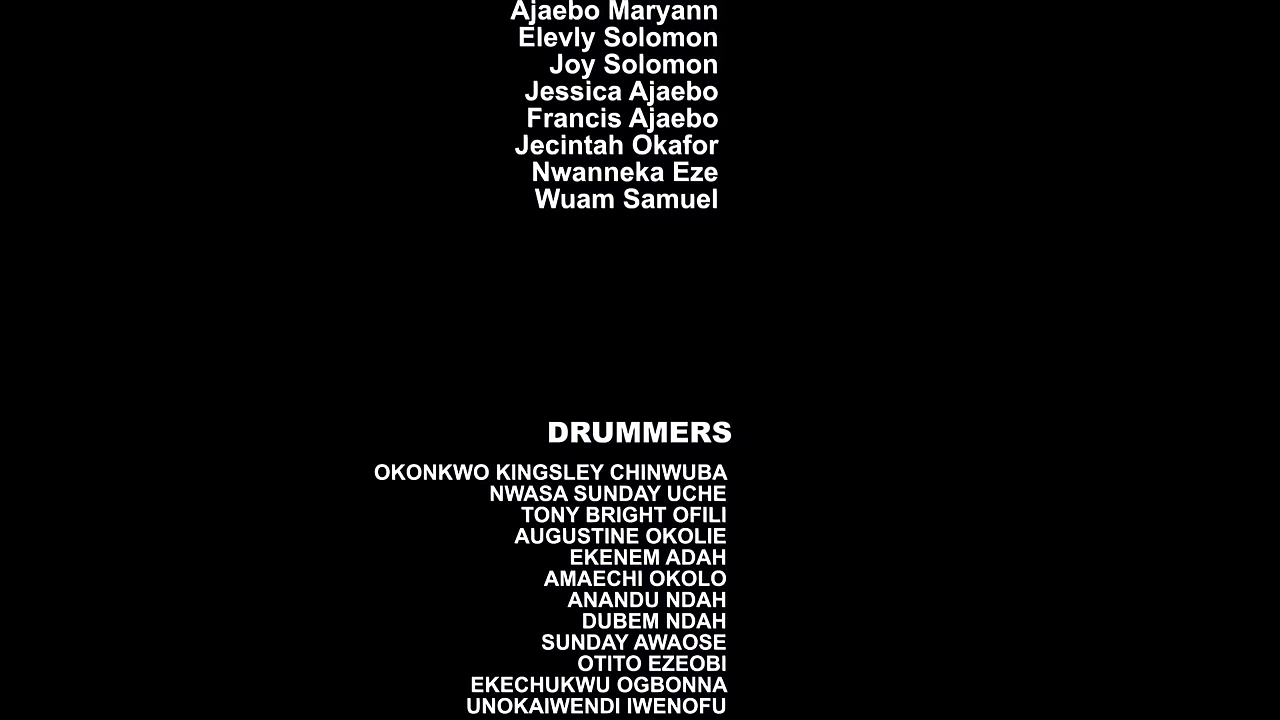 Ajaebo Maryann
Elevly Solomon
Joy Solomon
Jessica Ajaebo
Francis Ajaebo
Jecintah Okafor
Nwanneka Eze
Wuam Samuel
DRUMMERS
OKONKWO KINGSLEY CHINWUBA
NWASA SUNDAY UCHE
TONY BRIGHT OFILI
AUGUSTINE OKOLIE
EKENEM ADAH
AMAECHI OKOLO
ANANDU NDAH
DUBEM NDAH
SUNDAY AWAOSE
OTITO EZEOBI
EKECHUKWU OGBONNA
UNOKAIWENDI IWENOFU